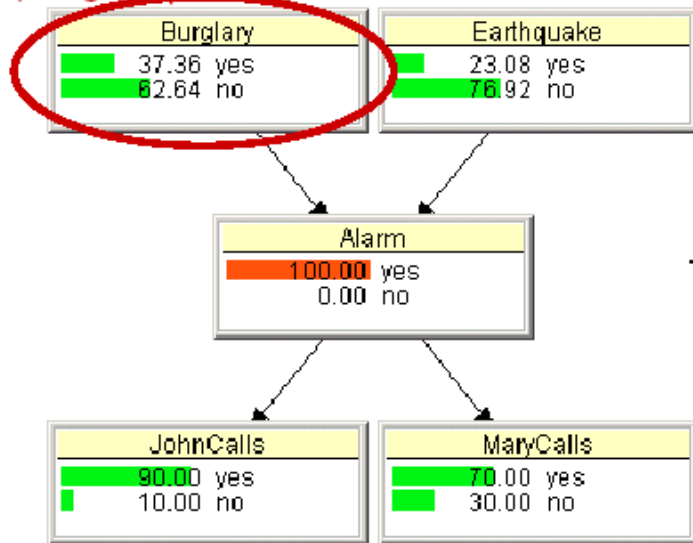 Burglary
37.36 yes
62.64 no
Earthquake
23.08 yes
76.92 no
Alarm
100.00 yes
0.00 no
JohnCalls
90.00 yes
10.00 no
MaryCalls
70.00 yes
30.00 no